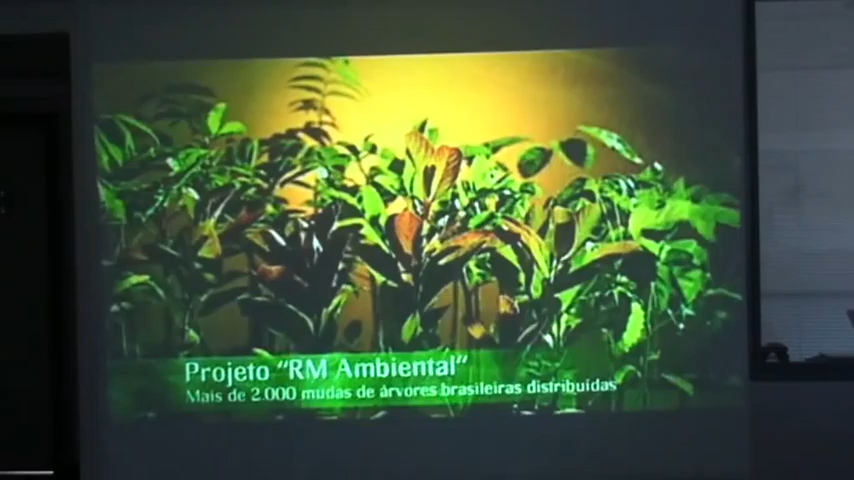 Projeto “RM Ambiental“
Mais de 2.000 mudas de árvores brasileiras distribuídas